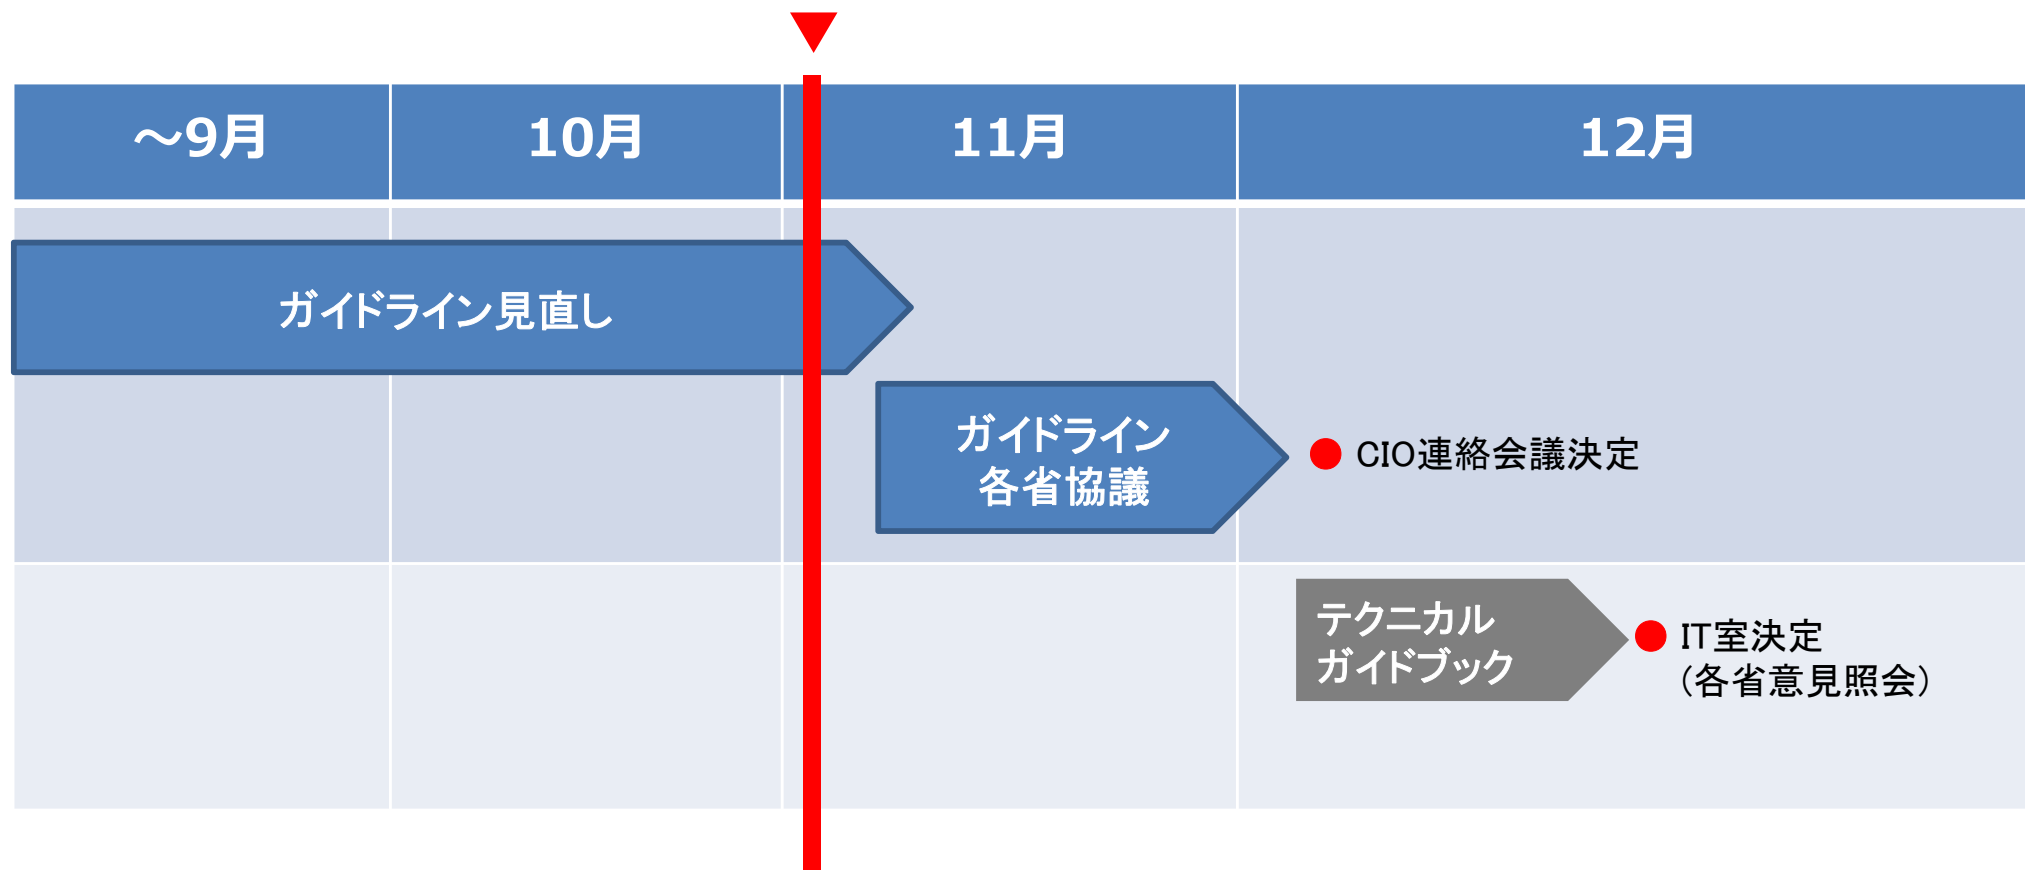 ～9月
10月
11月
12月
ガイドライン見直し
ガイドライン
各省協議
CIO連絡会議決定
テクニカル
ガイドブック
IT室決定
(各省意見照会)